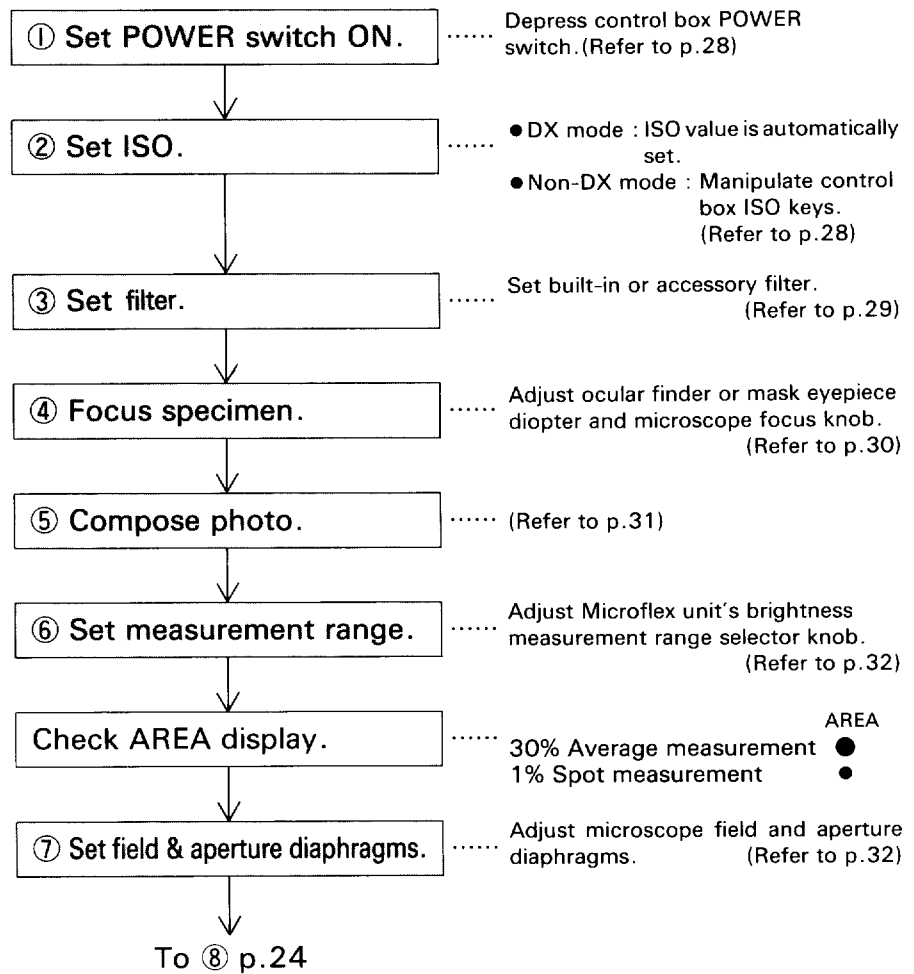 ① Set POWER switch ON.
...... Depress control box POWER
switch.(Refer to p.28)
② Set ISO.
...... ● DX mode : ISO value is automatically
set.
● Non-DX mode : Manipulate control
box ISO keys.
(Refer to p.28)
③ Set filter.
...... Set built-in or accessory filter.
(Refer to p.29)
④ Focus specimen.
...... Adjust ocular finder or mask eyepiece
diopter and microscope focus knob.
(Refer to p.30)
⑤ Compose photo.
...... (Refer to p.31)
⑥ Set measurement range.
...... Adjust Microflex unit's brightness
measurement range selector knob.
(Refer to p.32)
Check AREA display.
AREA
...... 30% Average measurement ●
1% Spot measurement ●
⑦ Set field & aperture diaphragms.
...... Adjust microscope field and aperture
diaphragms. (Refer to p.32)
To ⑧ p.24